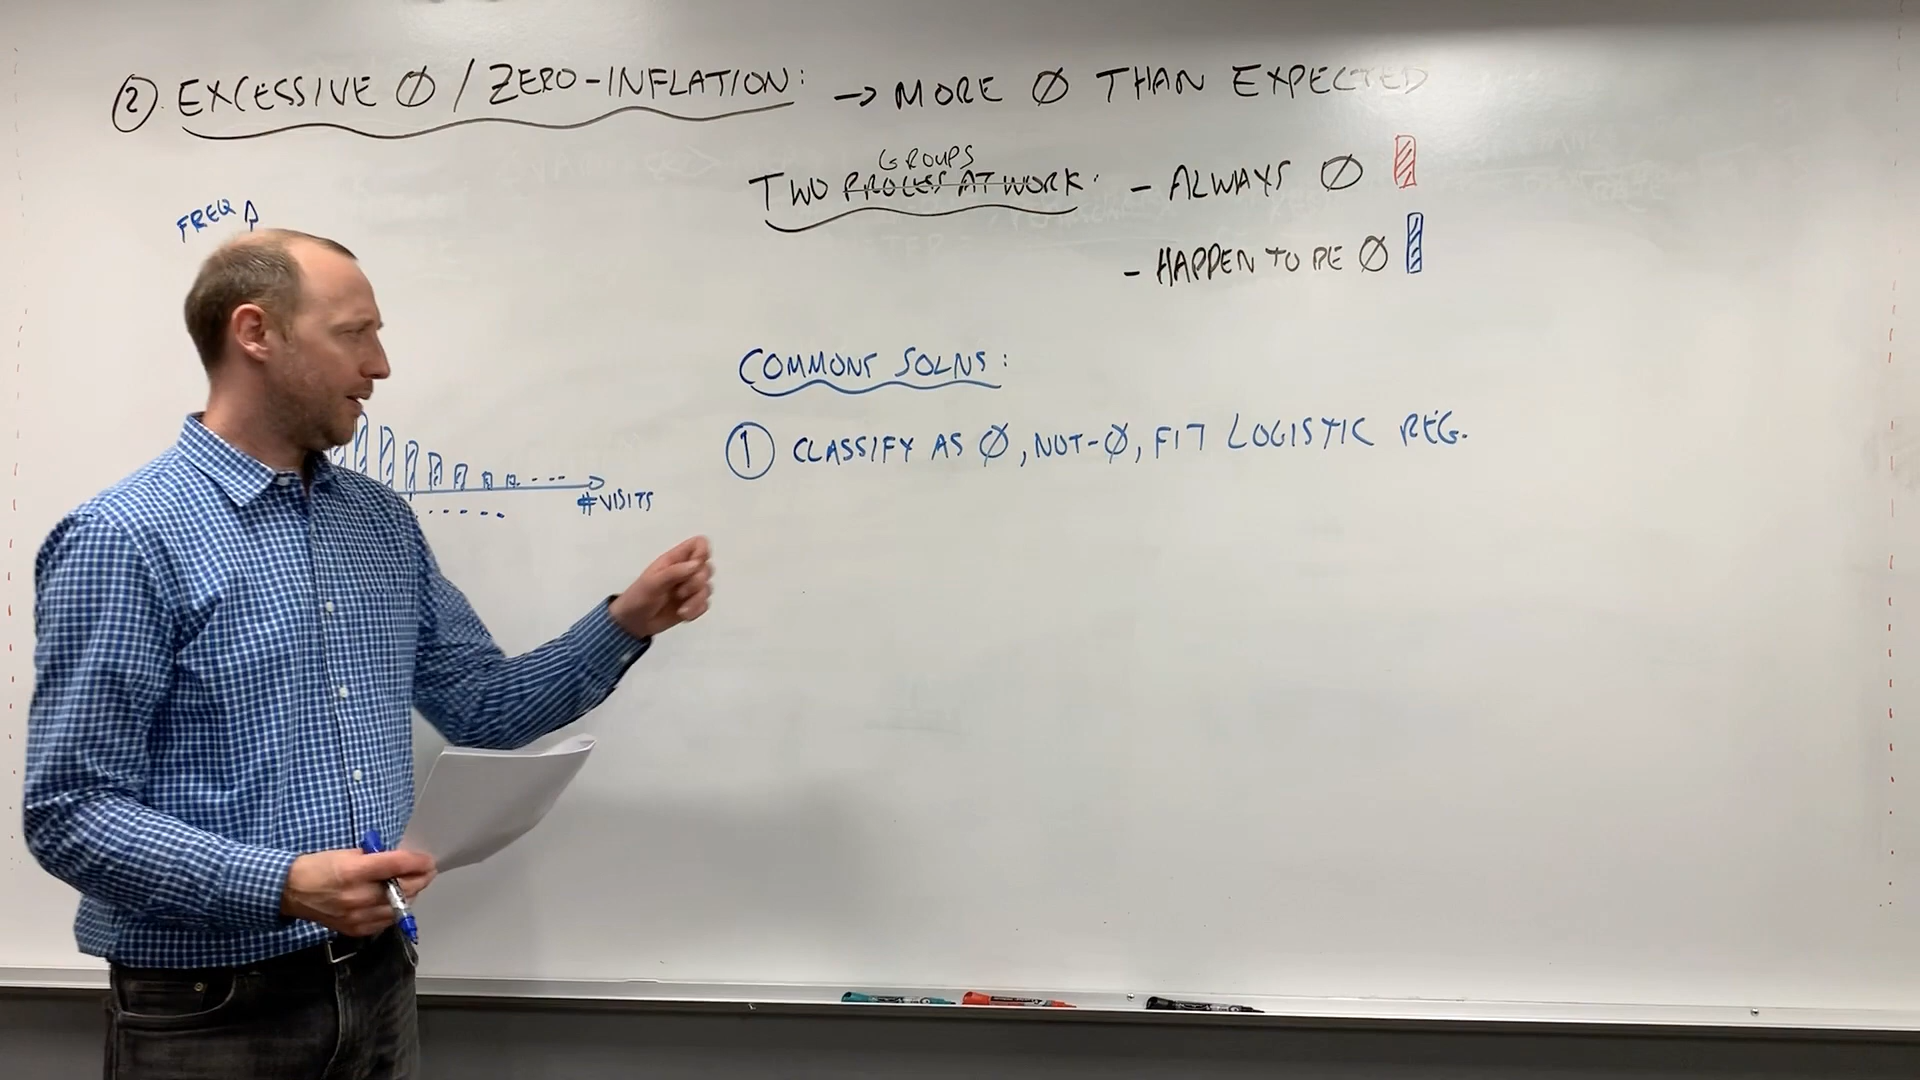 ② EXCESSIVE Ø / ZERO-INFLATION: → MORE Ø THAN EXPECTED
GROUPS
TWO PROCESS AT WORK: - ALWAYS Ø
- HAPPEN TO BE Ø
FREQ
COMMON SOLNS:
① CLASSIFY AS Ø, NOT-Ø, FIT LOGISTIC REG.
#VISITS